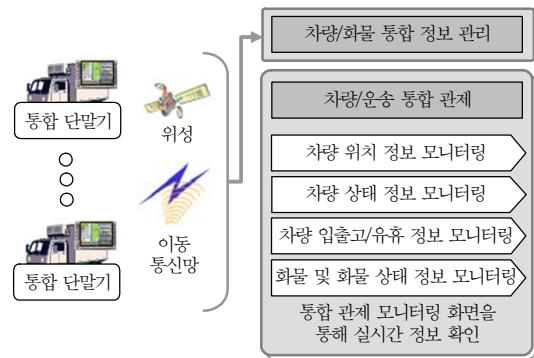 통합 단말기
통합 단말기
위성
이동
통신망
차량/화물 통합 정보 관리
차량/운송 통합 관제
차량 위치 정보 모니터링
차량 상태 정보 모니터링
차량 입출고/유휴 정보 모니터링
화물 및 화물 상태 정보 모니터링
통합 관제 모니터링 화면을
통해 실시간 정보 확인